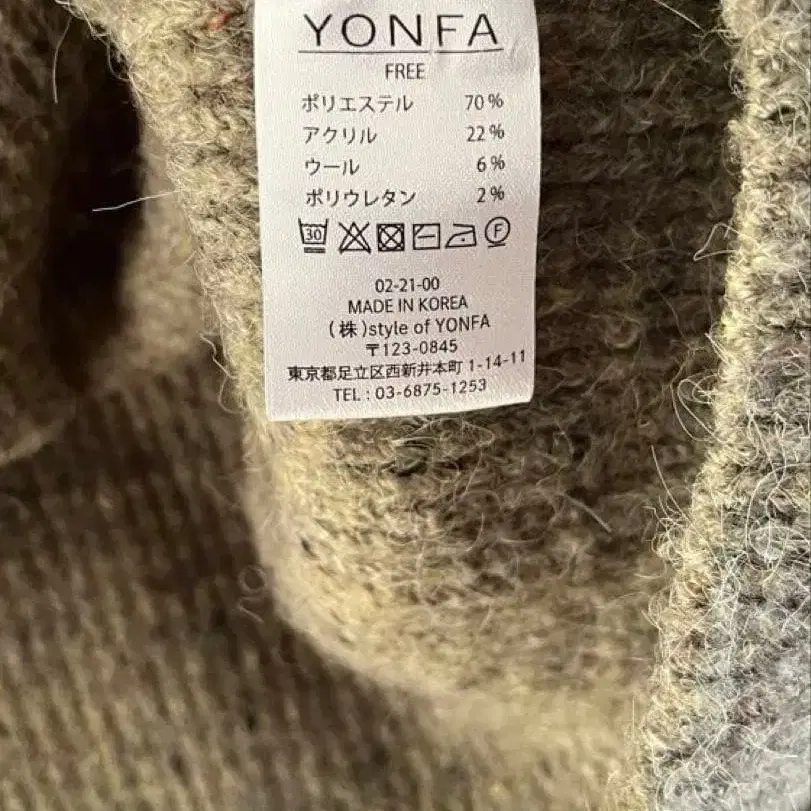 YONFA
FREE
ポリエステル 70%
アクリル 22%
ウール 6%
ポリウレタン 2%
30 F
02-21-00
MADE IN KOREA
(株)style of YONFA
〒123-0845
東京都足立区西新井本町 1-14-11
TEL : 03-6875-1253